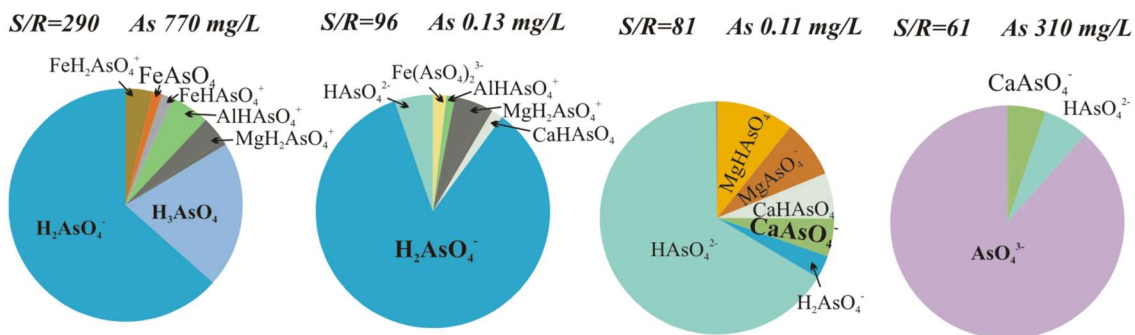 S/R=290 As 770 mg/L
FeH₂AsO₄⁺
FeAsO₄
FeHAsO₄⁺
AlHAsO₄⁺
MgH₂AsO₄⁺
H₃AsO₄
H₂AsO₄⁻
S/R=96 As 0.13 mg/L
HAsO₄²⁻
Fe(AsO₄)₂³⁻
AlHAsO₄⁺
MgH₂AsO₄⁺
CaHAsO₄
H₂AsO₄⁻
S/R=81 As 0.11 mg/L
MgHAsO₄
MgAsO₄⁻
CaHAsO₄
CaAsO₄⁻
HAsO₄²⁻
H₂AsO₄⁻
S/R=61 As 310 mg/L
CaAsO₄⁻
HAsO₄²⁻
AsO₄³⁻